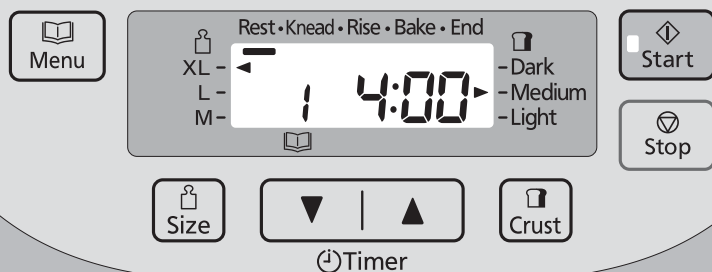 Rest • Knead • Rise • Bake • End
Menu
XL -
L -
M -
1 4:00
- Dark
- Medium
- Light
Start
Stop
Size
Crust
Timer